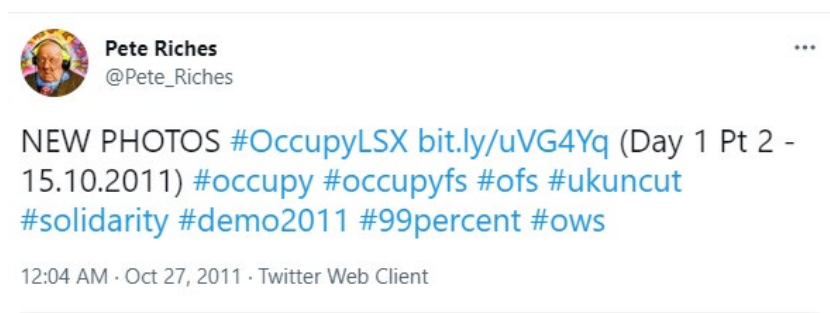 Pete Riches
@Pete_Riches
NEW PHOTOS #OccupyLSX bit.ly/uVG4Yq (Day 1 Pt 2 -
15.10.2011) #occupy #occupyfs #ofs #ukuncut
#solidarity #demo2011 #99percent #ows
12:04 AM · Oct 27, 2011 · Twitter Web Client